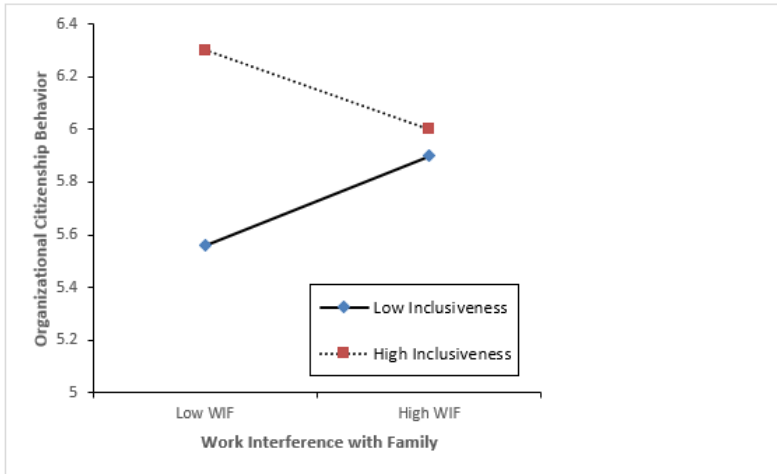 6.4
6.2
6
5.8
5.6
5.4
5.2
5
Organizational Citizenship Behavior
Low Inclusiveness
High Inclusiveness
Low WIF
High WIF
Work Interference with Family